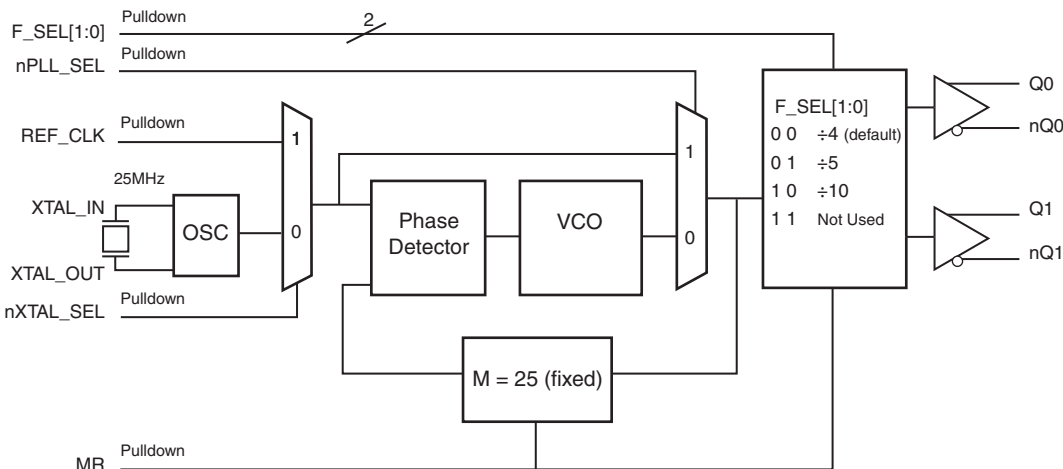 F_SEL[1:0] Pulldown 2
nPLL_SEL Pulldown
REF_CLK Pulldown
1
25MHz
XTAL_IN
OSC
0
XTAL_OUT
nXTAL_SEL Pulldown
Phase
Detector
VCO
1
0
M = 25 (fixed)
F_SEL[1:0]
0 0 ÷4 (default)
0 1 ÷5
1 0 ÷10
1 1 Not Used
Q0
nQ0
Q1
nQ1
MR Pulldown